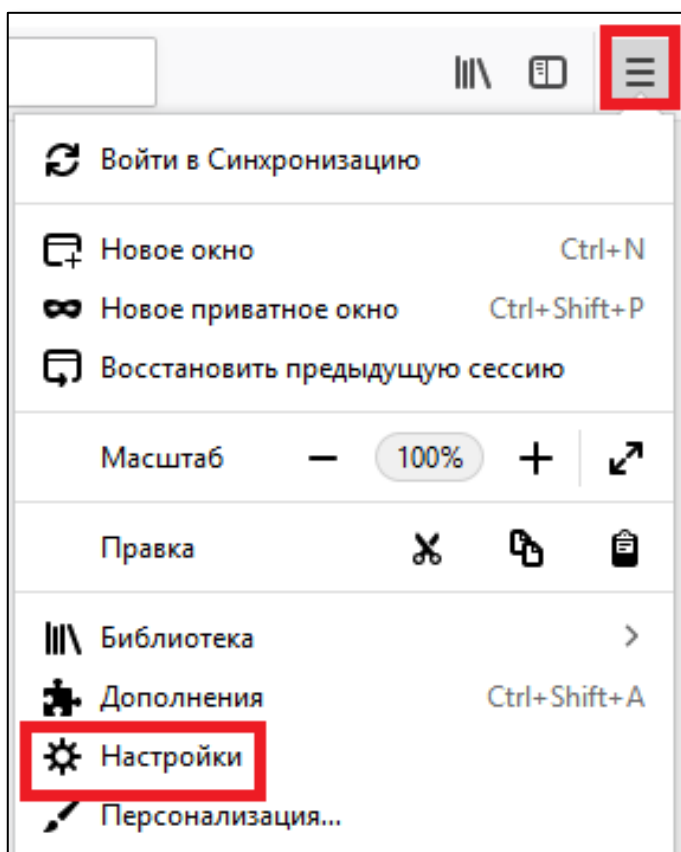 Войти в Синхронизацию
Новое окно Ctrl+N
Новое приватное окно Ctrl+Shift+P
Восстановить предыдущую сессию
Масштаб − 100% +
Правка
Библиотека >
Дополнения Ctrl+Shift+A
Настройки
Персонализация...